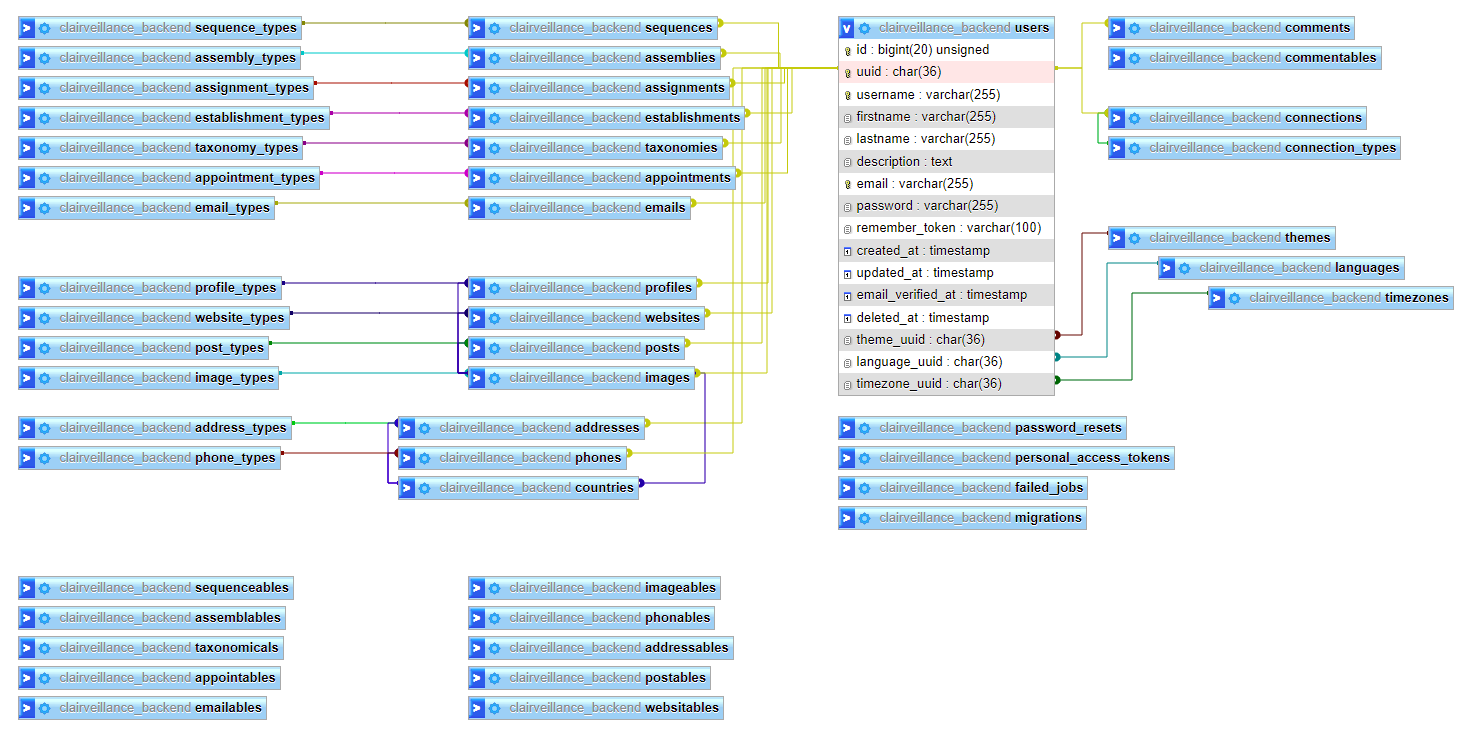 clairveillance_backend sequence_types
clairveillance_backend assembly_types
clairveillance_backend assignment_types
clairveillance_backend establishment_types
clairveillance_backend taxonomy_types
clairveillance_backend appointment_types
clairveillance_backend email_types
clairveillance_backend sequences
clairveillance_backend assemblies
clairveillance_backend assignments
clairveillance_backend establishments
clairveillance_backend taxonomies
clairveillance_backend appointments
clairveillance_backend emails
clairveillance_backend profile_types
clairveillance_backend website_types
clairveillance_backend post_types
clairveillance_backend image_types
clairveillance_backend profiles
clairveillance_backend websites
clairveillance_backend posts
clairveillance_backend images
clairveillance_backend address_types
clairveillance_backend phone_types
clairveillance_backend addresses
clairveillance_backend phones
clairveillance_backend countries
v clairveillance_backend users
id : bigint(20) unsigned
uuid : char(36)
username : varchar(255)
firstname : varchar(255)
lastname : varchar(255)
description : text
email : varchar(255)
password : varchar(255)
remember_token : varchar(100)
created_at : timestamp
updated_at : timestamp
email_verified_at : timestamp
deleted_at : timestamp
theme_uuid : char(36)
language_uuid : char(36)
timezone_uuid : char(36)
clairveillance_backend comments
clairveillance_backend commentables
clairveillance_backend connections
clairveillance_backend connection_types
clairveillance_backend themes
clairveillance_backend languages
clairveillance_backend timezones
clairveillance_backend password_resets
clairveillance_backend personal_access_tokens
clairveillance_backend failed_jobs
clairveillance_backend migrations
clairveillance_backend sequenceables
clairveillance_backend assemblables
clairveillance_backend taxonomicals
clairveillance_backend appointables
clairveillance_backend emailables
clairveillance_backend imageables
clairveillance_backend phonables
clairveillance_backend addressables
clairveillance_backend postables
clairveillance_backend websitables